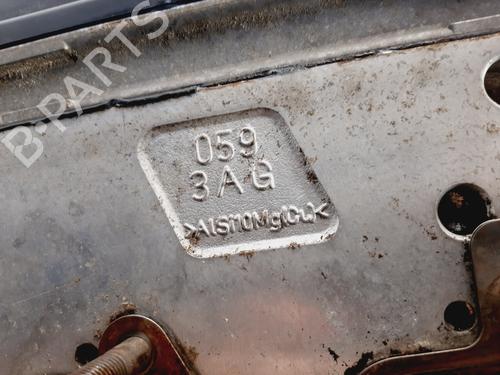 B-PARTS
059
3AG
>AlSi10Mg(Cu)<